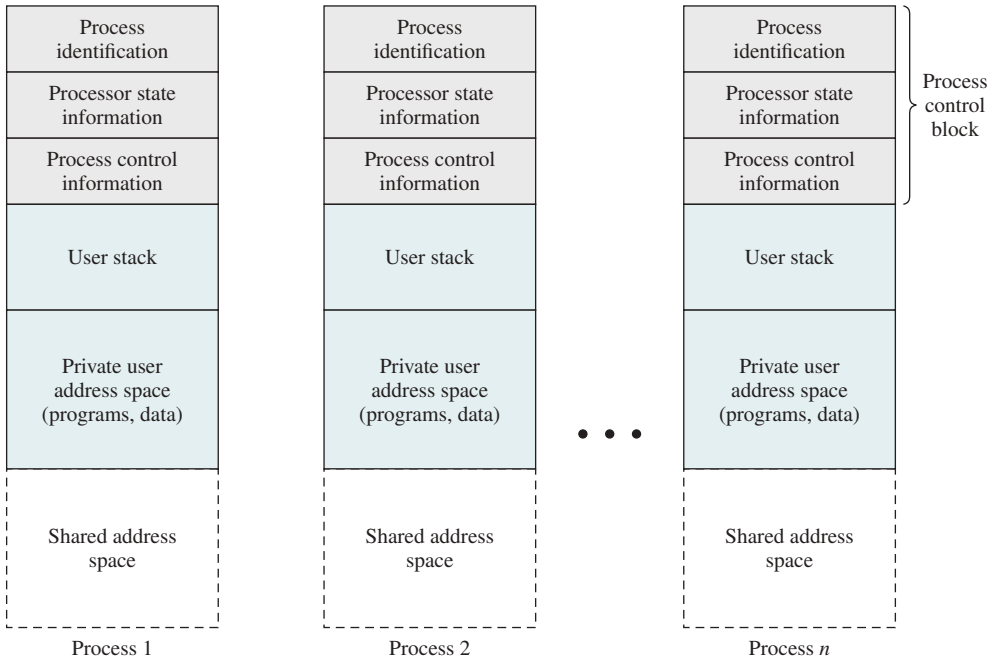 Process
identification
Processor state
information
Process control
information
User stack
Private user
address space
(programs, data)
Shared address
space
Process 1
Process
identification
Processor state
information
Process control
information
User stack
Private user
address space
(programs, data)
Shared address
space
Process 2
Process
identification
Processor state
information
Process control
information
User stack
Private user
address space
(programs, data)
Shared address
space
Process n
Process
control
block